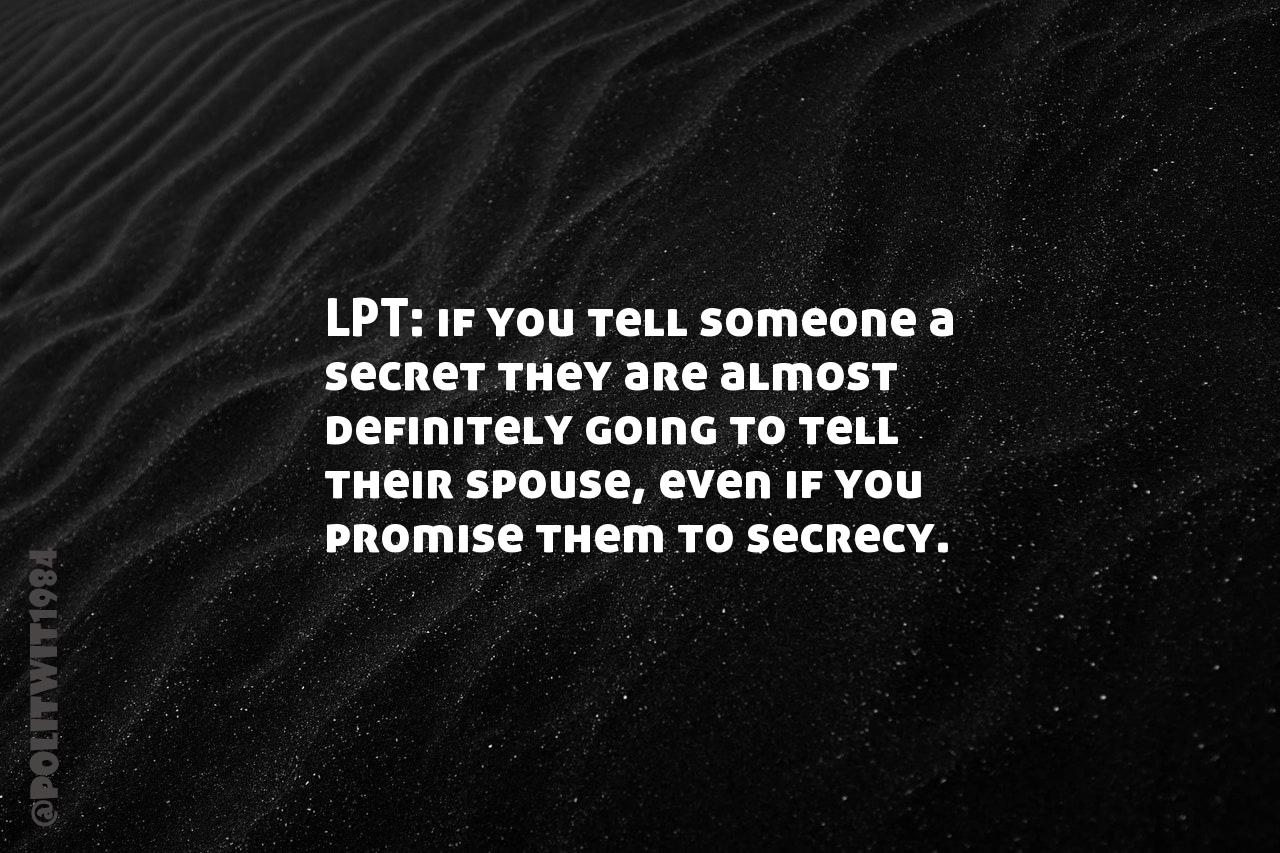 LPT: if you tell someone a
secret they are almost
definitely going to tell
their spouse, even if you
promise them to secrecy.
@POLITWIT1984